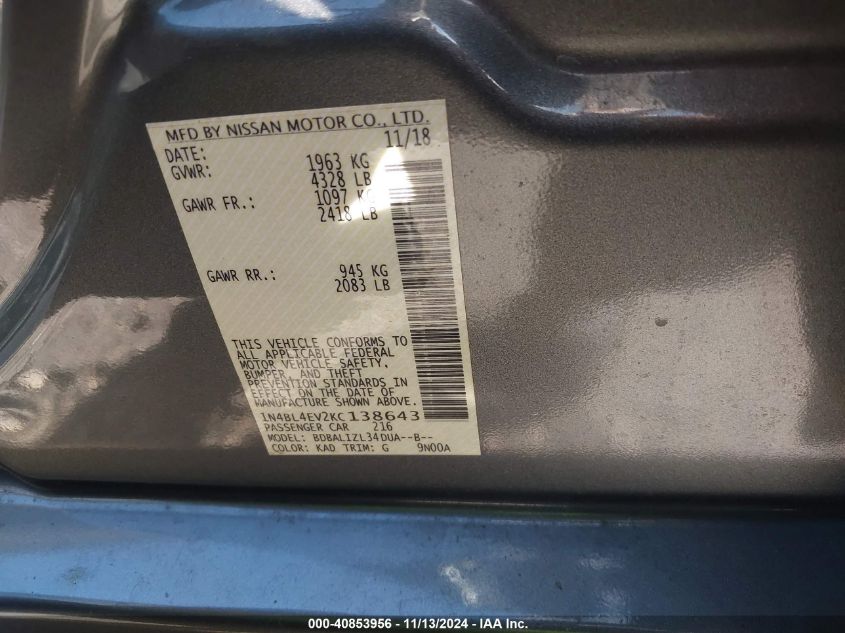 MFD BY NISSAN MOTOR CO., LTD.
DATE: 11/18
GVWR: 1963 KG
4328 LB
GAWR FR.: 1097 KG
2418 LB
GAWR RR.: 945 KG
2083 LB
THIS VEHICLE CONFORMS TO
ALL APPLICABLE FEDERAL
MOTOR VEHICLE SAFETY,
BUMPER, AND THEFT
PREVENTION STANDARDS IN
EFFECT ON THE DATE OF
MANUFACTURE SHOWN ABOVE.
1N4BL4EV2KC138643
PASSENGER CAR 216
MODEL: BDBALIZL34DUA--B--
COLOR: KAD TRIM: G 9N00A
000-40853956 - 11/13/2024 - IAA Inc.